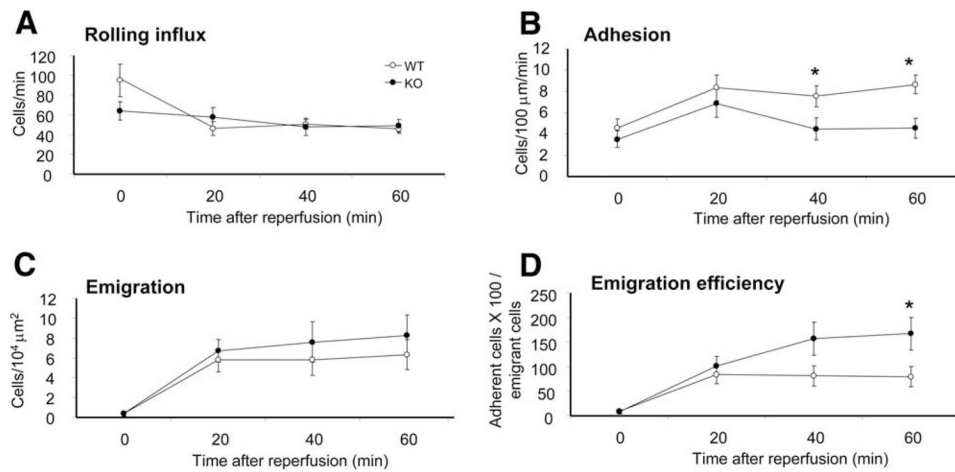 A
Rolling influx
Cells/min
120
100
80
60
40
20
0
WT
KO
0 20 40 60
Time after reperfusion (min)
B
Adhesion
Cells/100 μm/min
12
10
8
6
4
2
0
* *
0 20 40 60
Time after reperfusion (min)
C
Emigration
Cells/10⁴ μm²
12
10
8
6
4
2
0
0 20 40 60
Time after reperfusion (min)
D
Emigration efficiency
Adherent cells X 100 /
emigrant cells
250
200
150
100
50
0
*
0 20 40 60
Time after reperfusion (min)